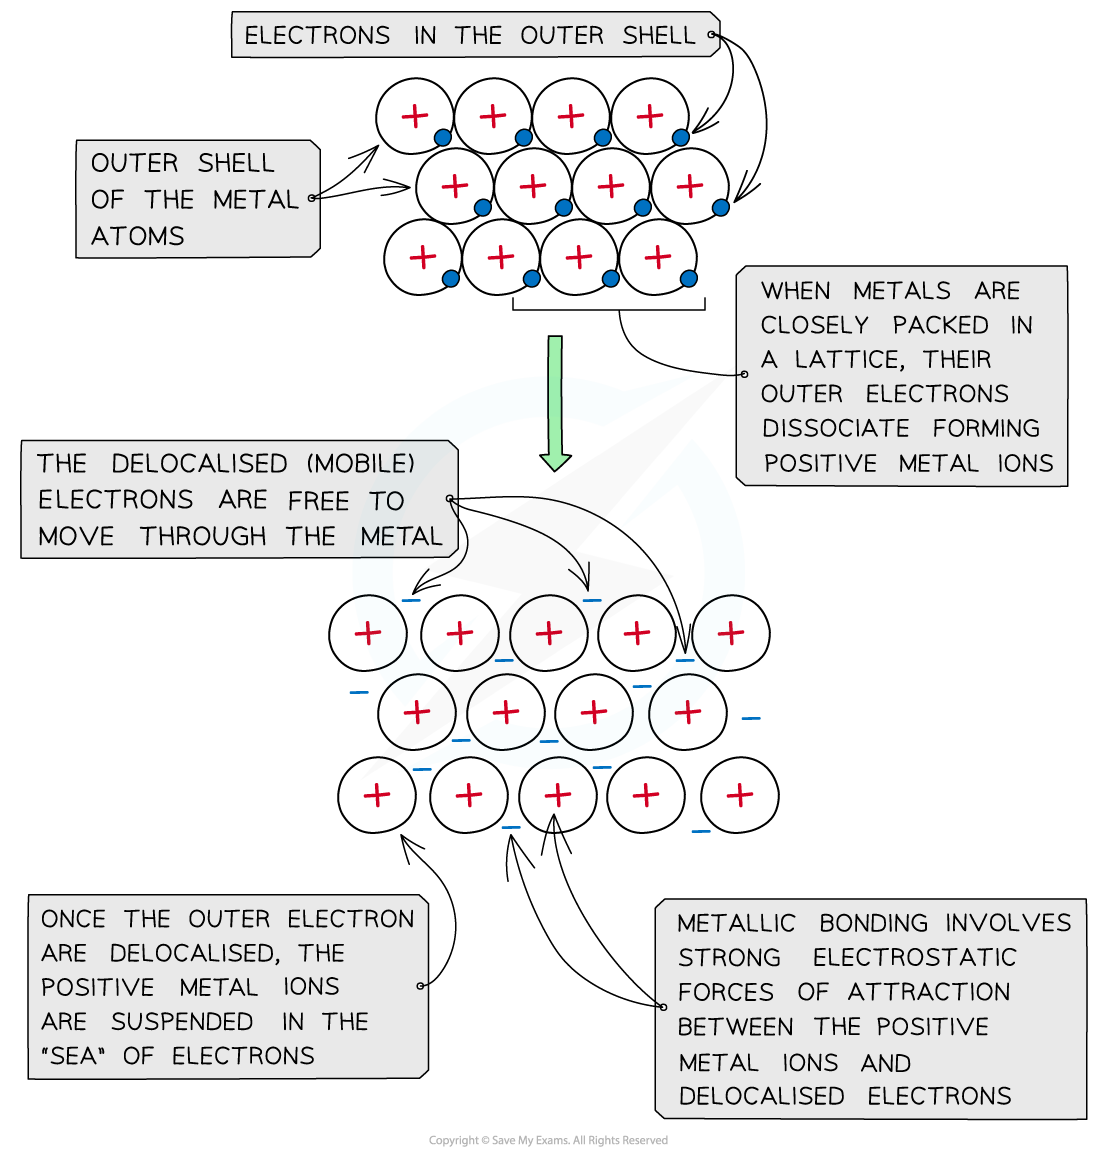 ELECTRONS IN THE OUTER SHELL
OUTER SHELL
OF THE METAL
ATOMS
WHEN METALS ARE
CLOSELY PACKED IN
A LATTICE, THEIR
OUTER ELECTRONS
DISSOCIATE FORMING
POSITIVE METAL IONS
THE DELOCALISED (MOBILE)
ELECTRONS ARE FREE TO
MOVE THROUGH THE METAL
ONCE THE OUTER ELECTRON
ARE DELOCALISED, THE
POSITIVE METAL IONS
ARE SUSPENDED IN THE
"SEA" OF ELECTRONS
METALLIC BONDING INVOLVES
STRONG ELECTROSTATIC
FORCES OF ATTRACTION
BETWEEN THE POSITIVE
METAL IONS AND
DELOCALISED ELECTRONS
Copyright © Save My Exams. All Rights Reserved